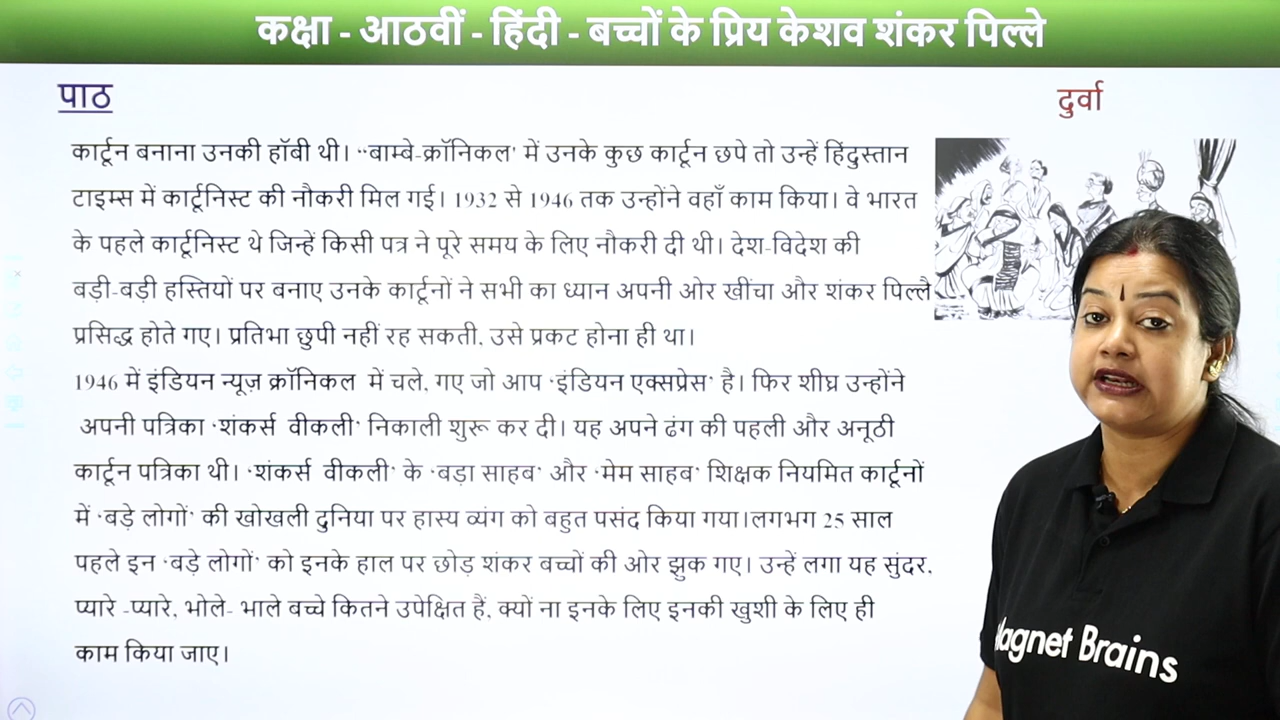 कक्षा - आठवीं - हिंदी - बच्चों के प्रिय केशव शंकर पिल्ले
पाठ
दुर्वा
कार्टून बनाना उनकी हॉबी थी। “बाम्बे-क्रॉनिकल' में उनके कुछ कार्टून छपे तो उन्हें हिंदुस्तान
टाइम्स में कार्टूनिस्ट की नौकरी मिल गई। 1932 से 1946 तक उन्होंने वहाँ काम किया। वे भारत
के पहले कार्टूनिस्ट थे जिन्हें किसी पत्र ने पूरे समय के लिए नौकरी दी थी। देश-विदेश की
बड़ी-बड़ी हस्तियों पर बनाए उनके कार्टूनों ने सभी का ध्यान अपनी ओर खींचा और शंकर पिल्लै
प्रसिद्ध होते गए। प्रतिभा छुपी नहीं रह सकती, उसे प्रकट होना ही था।
1946 में इंडियन न्यूज़ क्रॉनिकल में चले, गए जो आप ‘इंडियन एक्सप्रेस’ है। फिर शीघ्र उन्होंने
अपनी पत्रिका ‘शंकर्स वीकली’ निकाली शुरू कर दी। यह अपने ढंग की पहली और अनूठी
कार्टून पत्रिका थी। ‘शंकर्स वीकली’ के ‘बड़ा साहब’ और ‘मेम साहब’ शिक्षक नियमित कार्टूनों
में ‘बड़े लोगों’ की खोखली दुनिया पर हास्य व्यंग को बहुत पसंद किया गया।लगभग 25 साल
पहले इन ‘बड़े लोगों’ को इनके हाल पर छोड़ शंकर बच्चों की ओर झुक गए। उन्हें लगा यह सुंदर,
प्यारे -प्यारे, भोले- भाले बच्चे कितने उपेक्षित हैं, क्यों ना इनके लिए इनकी खुशी के लिए ही
काम किया जाए।
Magnet Brains